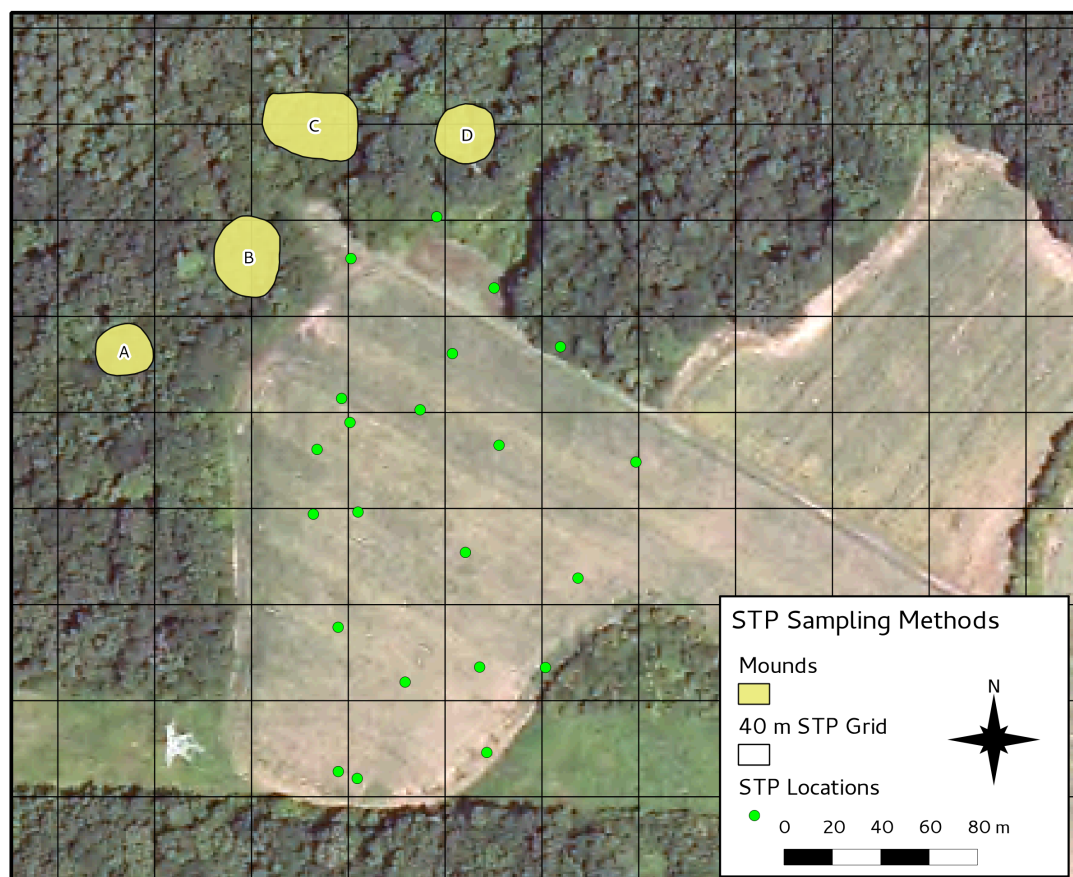 C
D
B
A
STP Sampling Methods
Mounds
40 m STP Grid
N
STP Locations
0 20 40 60 80 m